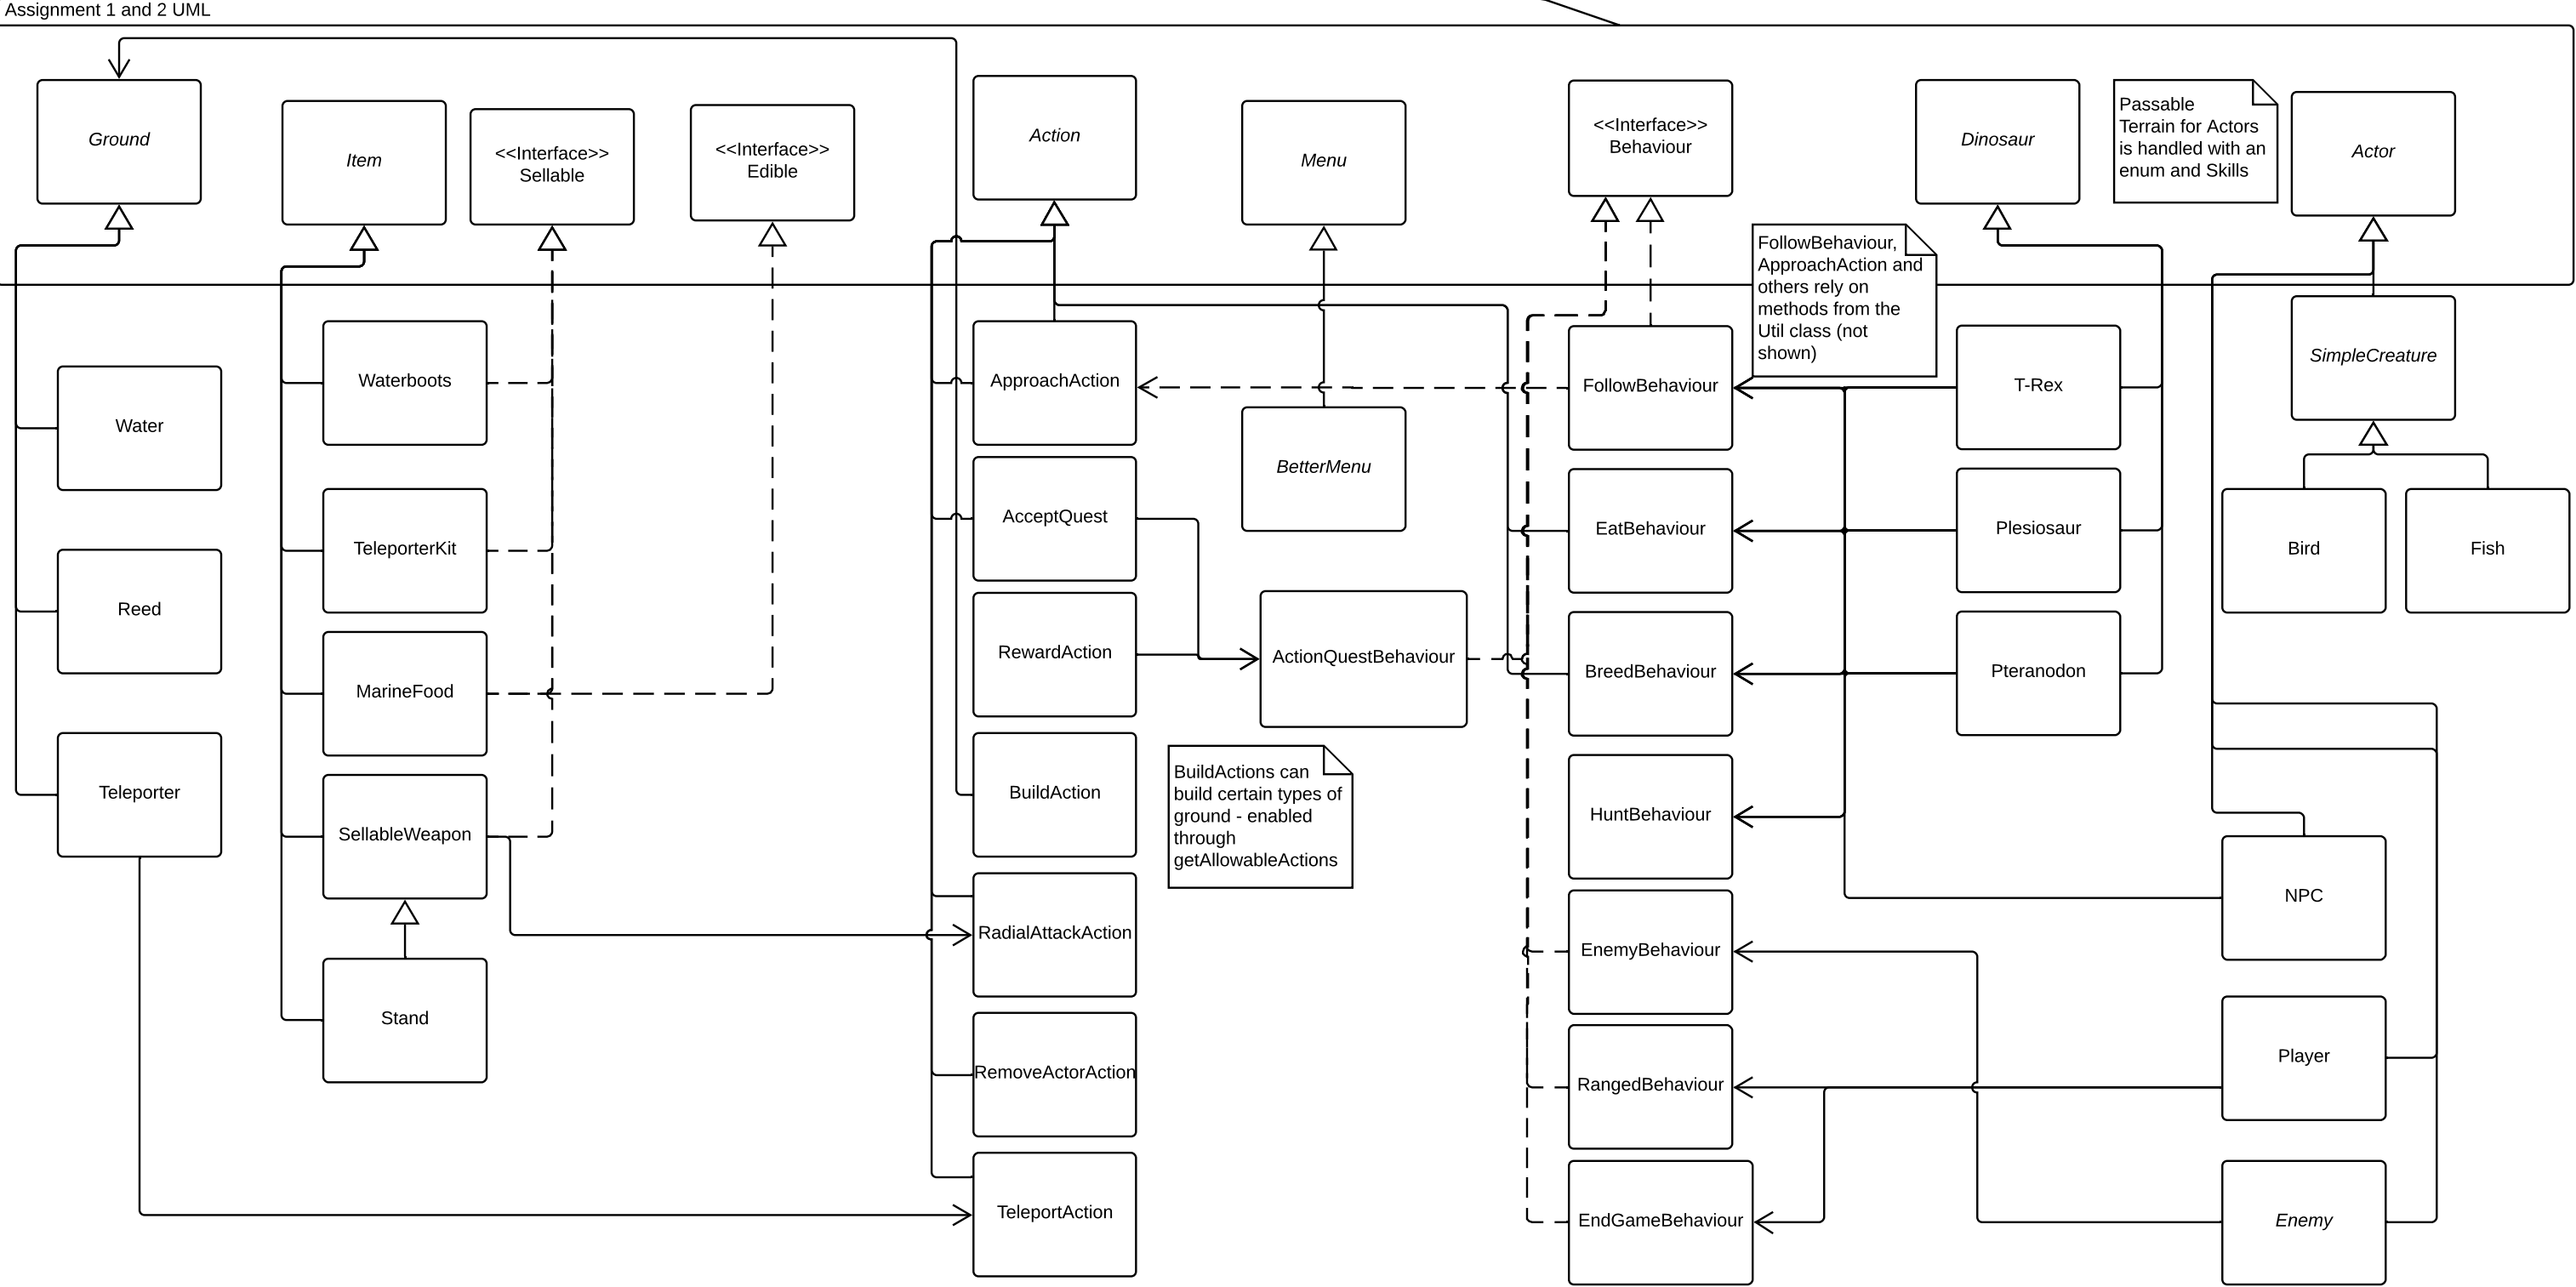 Assignment 1 and 2 UML
Ground
Item
<<Interface>>
Sellable
<<Interface>>
Edible
Action
Menu
<<Interface>>
Behaviour
Dinosaur
Passable
Terrain for Actors
is handled with an
enum and Skills
Actor
FollowBehaviour,
ApproachAction and
others rely on
methods from the
Util class (not
shown)
Water
Reed
Teleporter
Waterboots
TeleporterKit
MarineFood
SellableWeapon
Stand
ApproachAction
AcceptQuest
RewardAction
BuildAction
RadialAttackAction
RemoveActorAction
TeleportAction
BetterMenu
ActionQuestBehaviour
BuildActions can
build certain types of
ground - enabled
through
getAllowableActions
FollowBehaviour
EatBehaviour
BreedBehaviour
HuntBehaviour
EnemyBehaviour
RangedBehaviour
EndGameBehaviour
T-Rex
Plesiosaur
Pteranodon
SimpleCreature
Bird
Fish
NPC
Player
Enemy